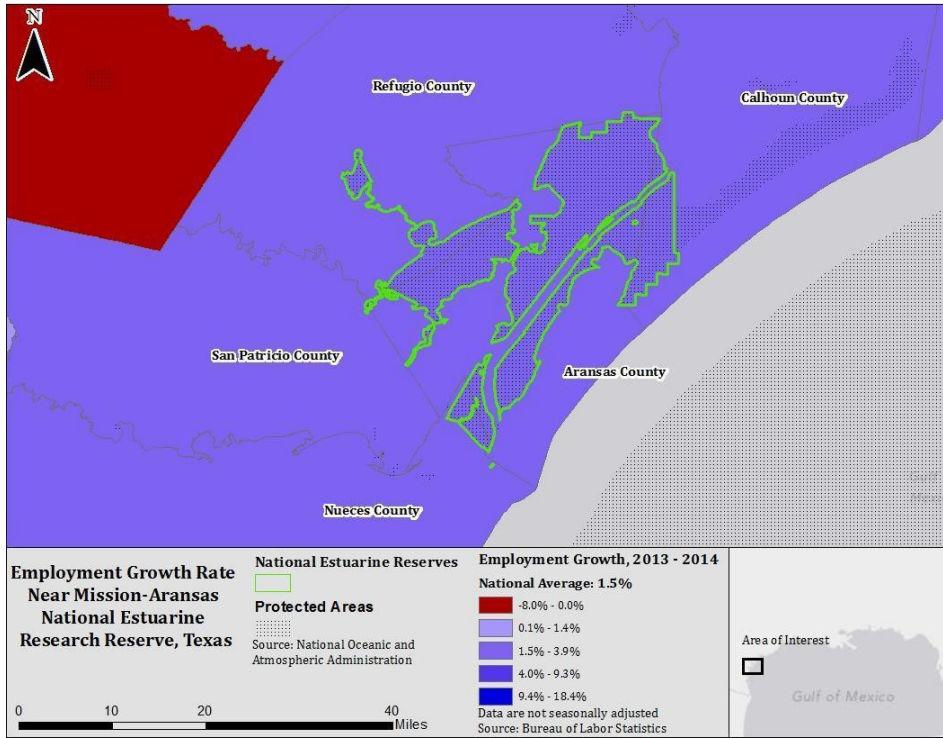 N
Refugio County
Calhoun County
San Patricio County
Aransas County
Gulf
Nueces County
Employment Growth Rate
Near Mission-Aransas
National Estuarine
Research Reserve, Texas
0 10 20 40
Miles
National Estuarine Reserves
Protected Areas
Source: National Oceanic and
Atmospheric Administration
Employment Growth, 2013 - 2014
National Average: 1.5%
-8.0% - 0.0%
0.1% - 1.4%
1.5% - 3.9%
4.0% - 9.3%
9.4% - 18.4%
Data are not seasonally adjusted
Source: Bureau of Labor Statistics
Area of Interest
Gulf of Mexico